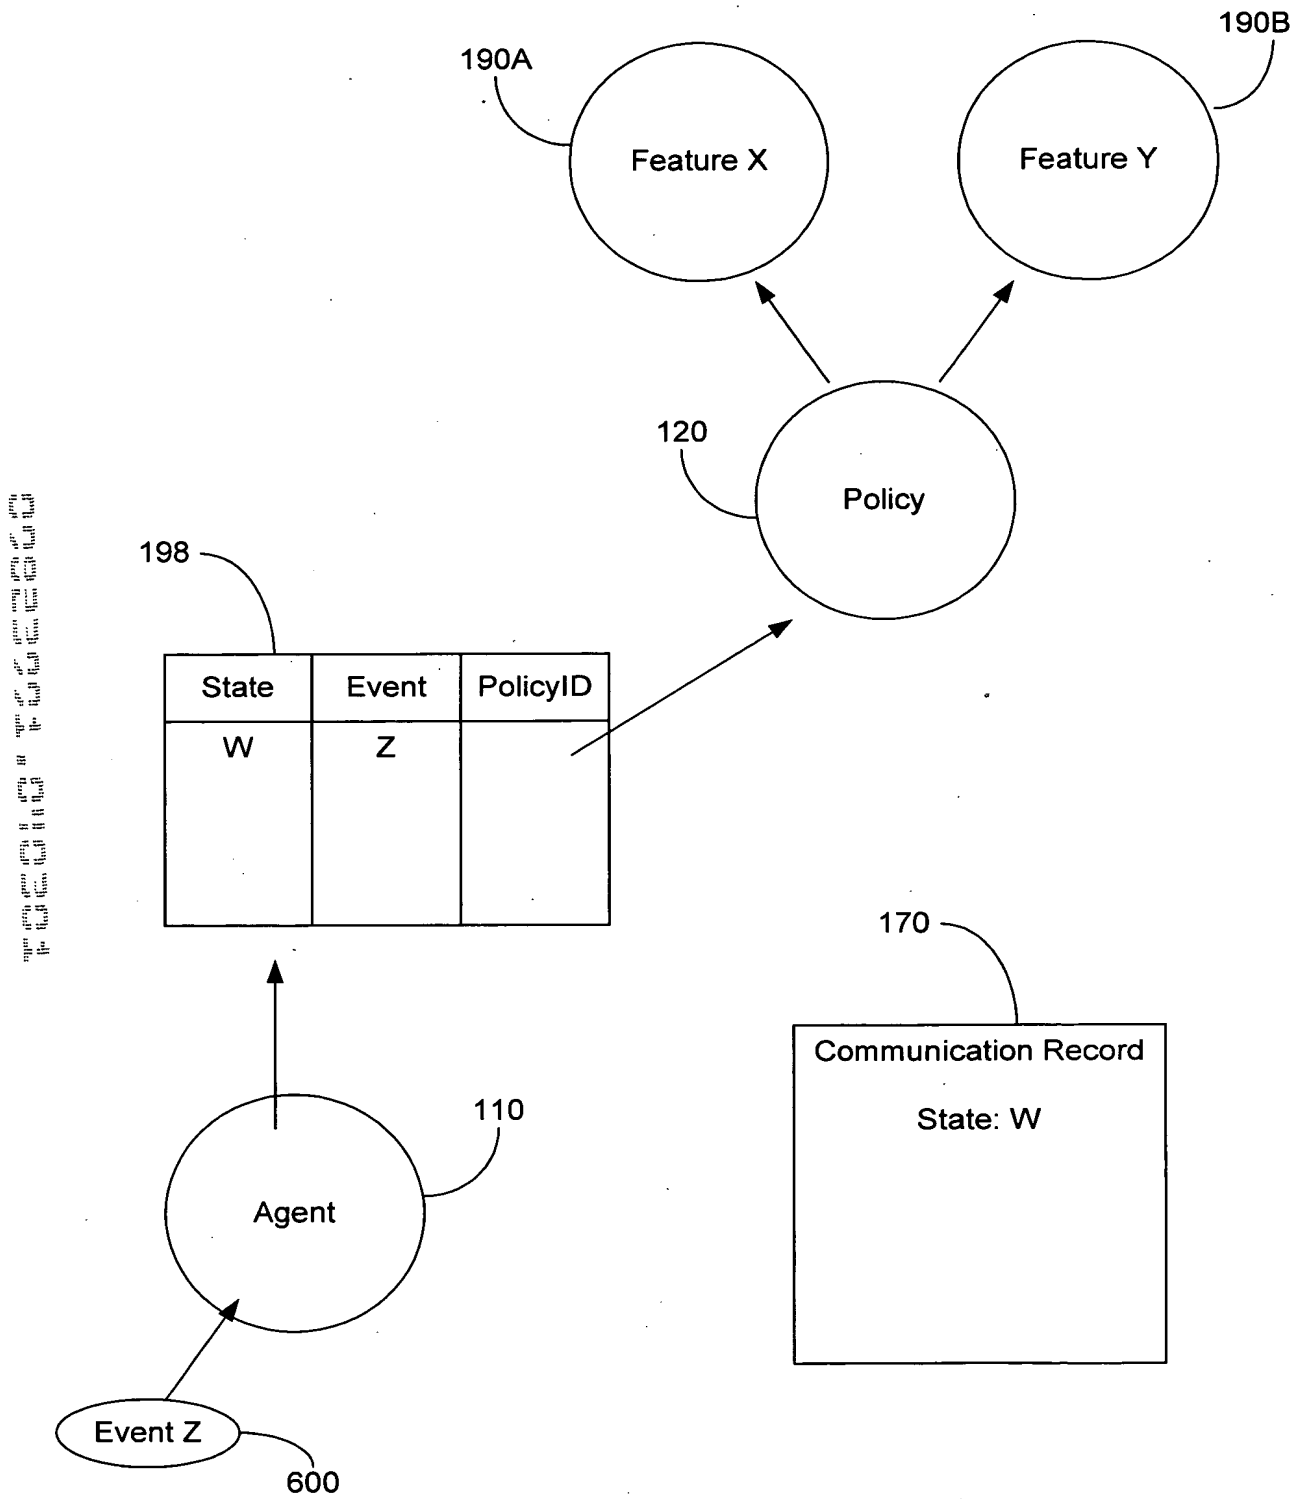 190B
190A
Feature X
Feature Y
120
Policy
198
State Event PolicyID
W Z
170
Communication Record
State: W
110
Agent
Event Z
600